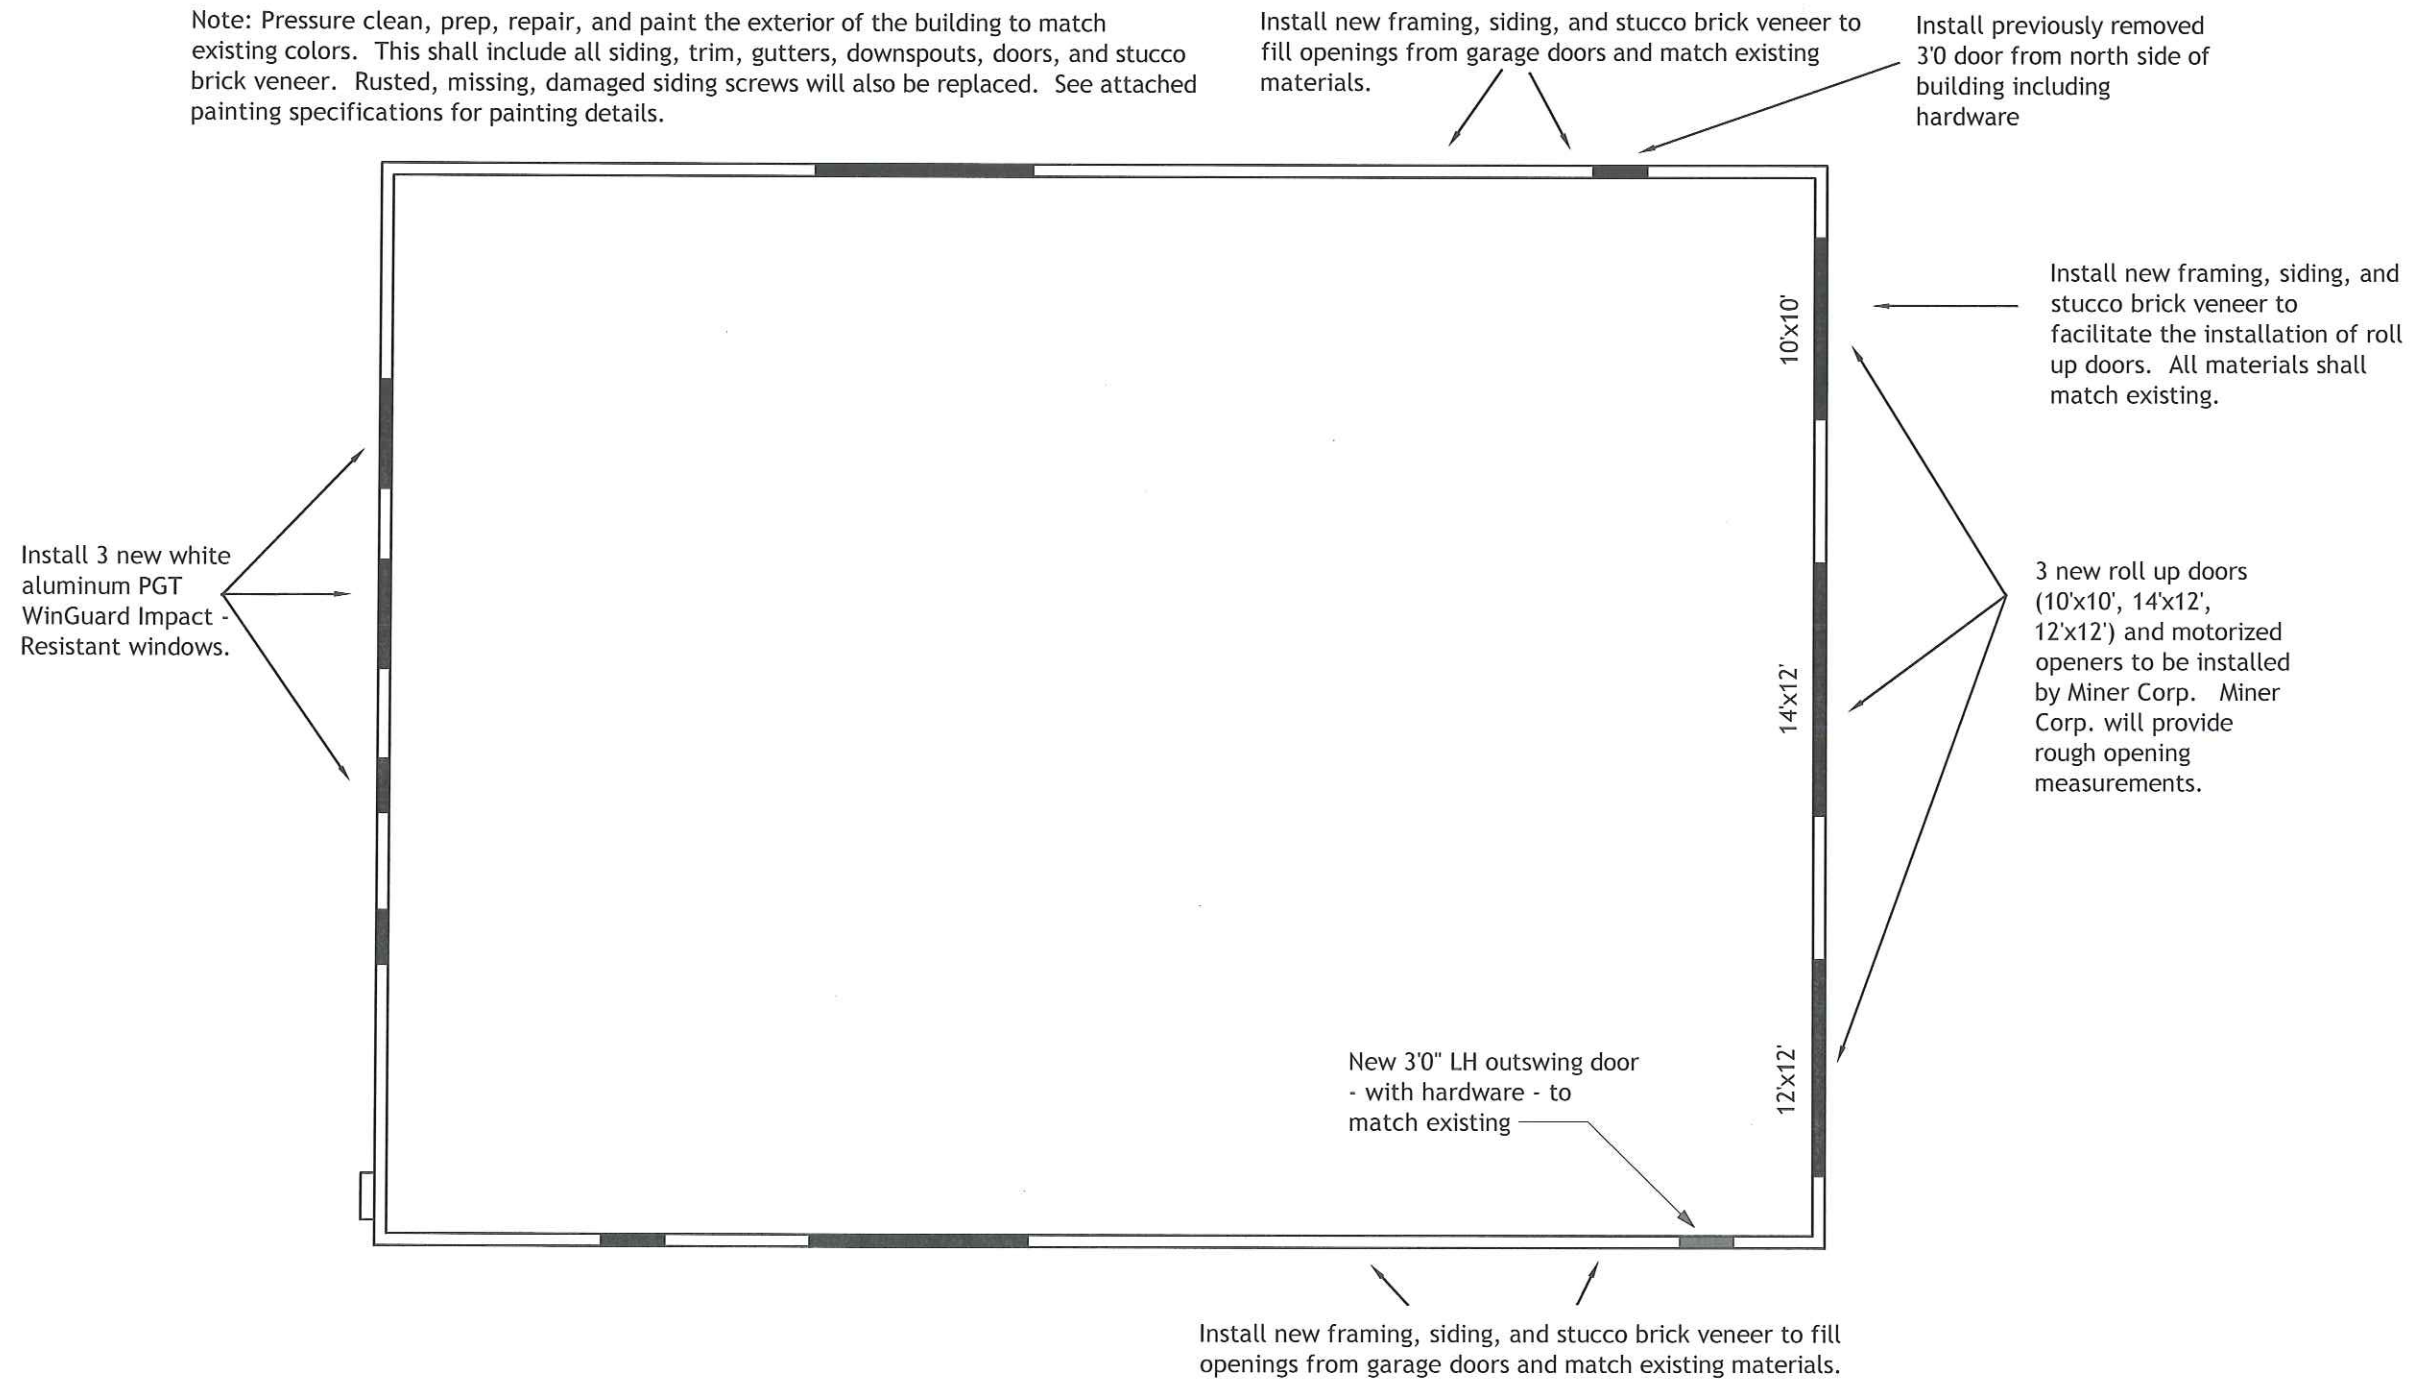 Note: Pressure clean, prep, repair, and paint the exterior of the building to match
existing colors.  This shall include all siding, trim, gutters, downspouts, doors, and stucco
brick veneer.  Rusted, missing, damaged siding screws will also be replaced.  See attached
painting specifications for painting details.
Install new framing, siding, and stucco brick veneer to
fill openings from garage doors and match existing
materials.
Install previously removed
3'0 door from north side of
building including
hardware
Install new framing, siding, and
stucco brick veneer to
facilitate the installation of roll
up doors.  All materials shall
match existing.
10'x10'
Install 3 new white
aluminum PGT
WinGuard Impact -
Resistant windows.
3 new roll up doors
(10'x10', 14'x12',
12'x12') and motorized
openers to be installed
by Miner Corp.   Miner
Corp. will provide
rough opening
measurements.
14'x12'
New 3'0" LH outswing door
- with hardware - to
match existing
12'x12'
Install new framing, siding, and stucco brick veneer to fill
openings from garage doors and match existing materials.